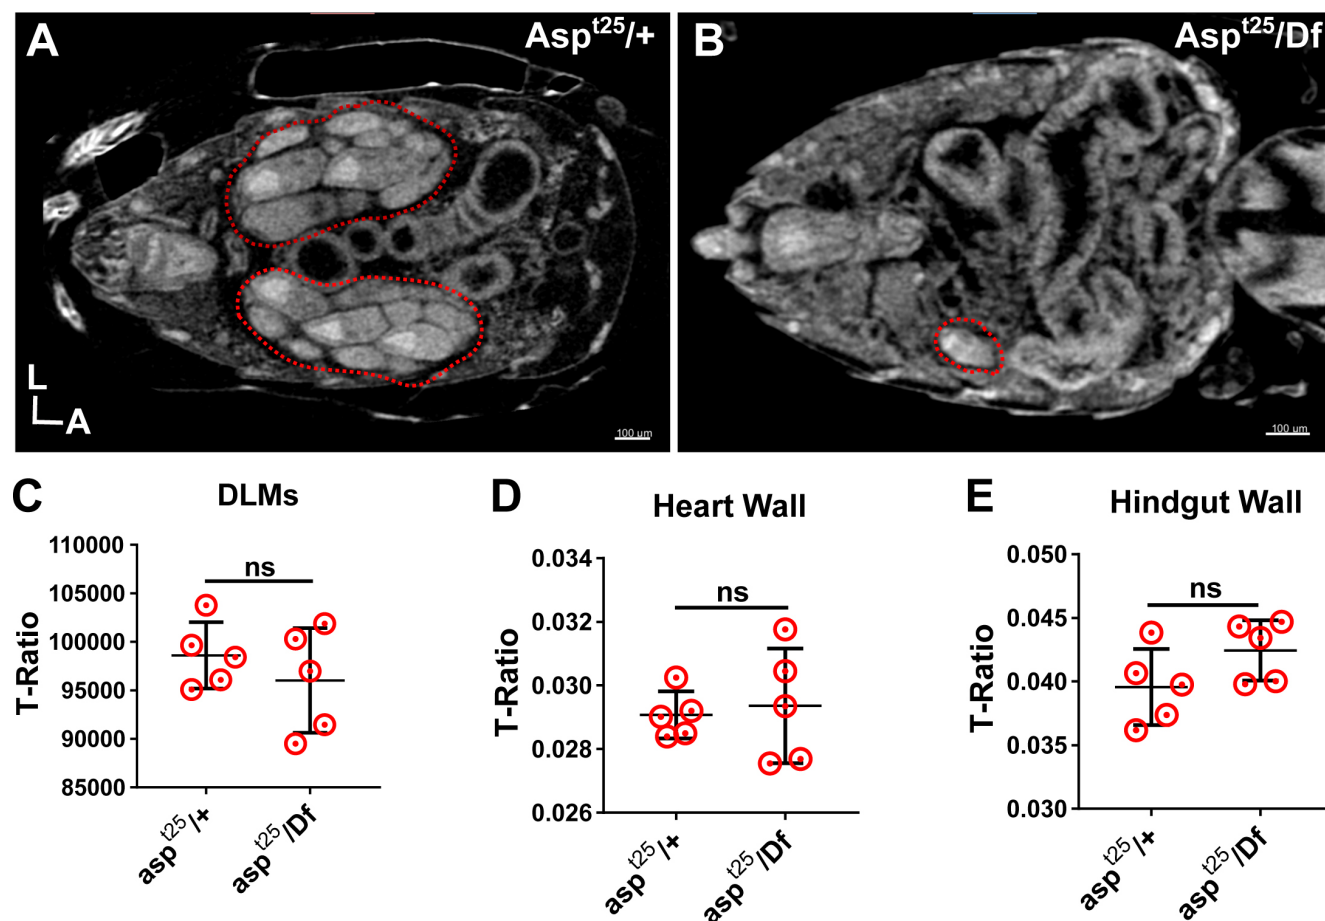 A
Asp^t25/+
B
Asp^t25/Df
L
A
100 um
100 um
C
DLMs
T-Ratio
110000
105000
100000
95000
90000
85000
ns
asp^t25/+
asp^t25/Df
D
Heart Wall
T-Ratio
0.034
0.032
0.030
0.028
0.026
ns
asp^t25/+
asp^t25/Df
E
Hindgut Wall
T-Ratio
0.050
0.045
0.040
0.035
0.030
ns
asp^t25/+
asp^t25/Df